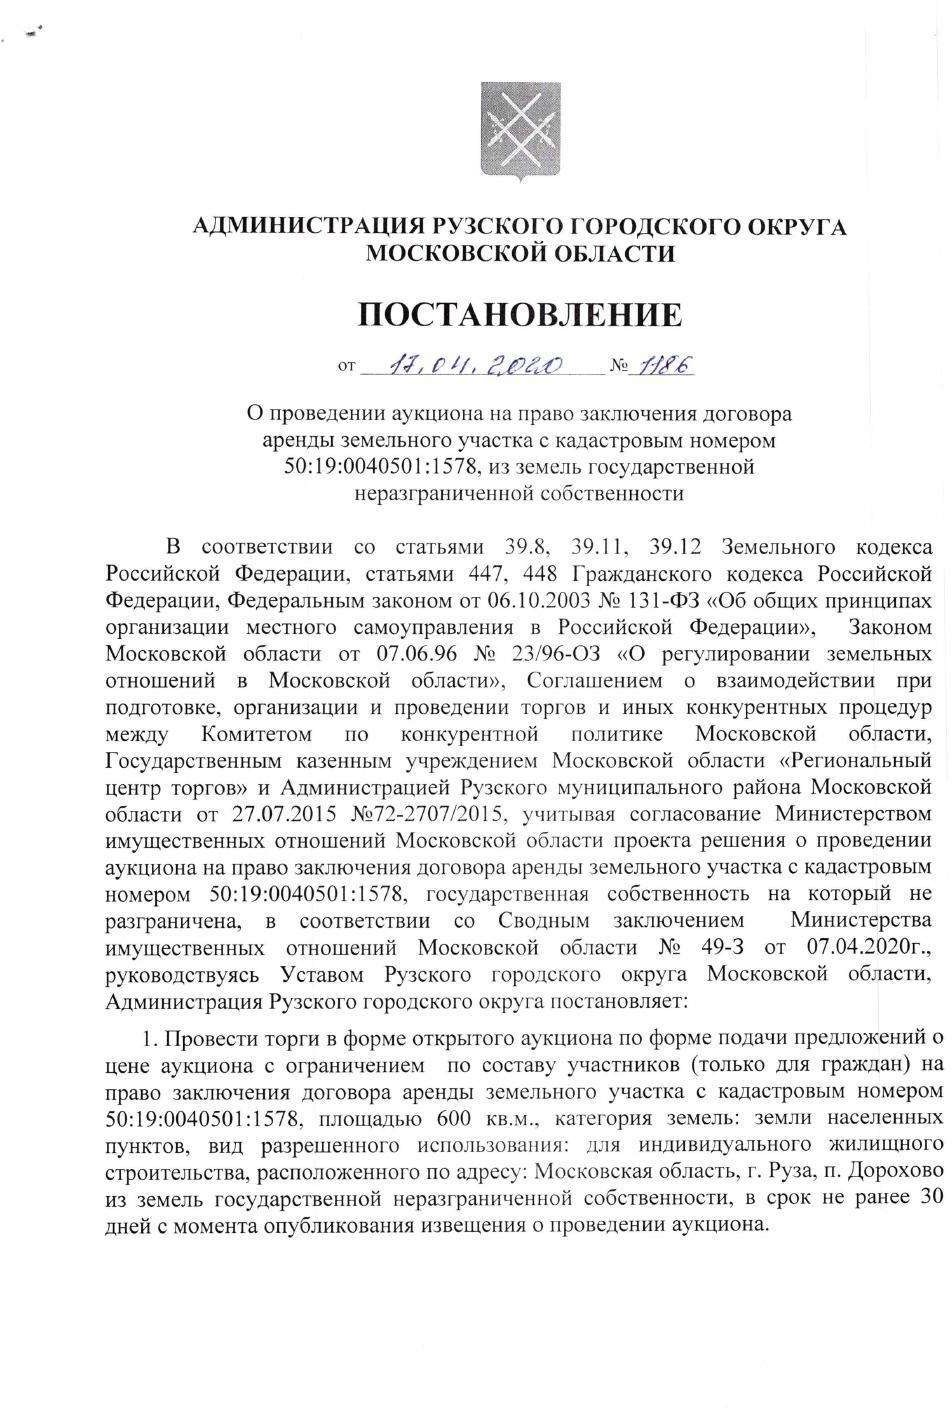 АДМИНИСТРАЦИЯ РУЗСКОГО ГОРОДСКОГО ОКРУГА
МОСКОВСКОЙ ОБЛАСТИ
ПОСТАНОВЛЕНИЕ
от 17.04.2020 № 1186
О проведении аукциона на право заключения договора
аренды земельного участка с кадастровым номером
50:19:0040501:1578, из земель государственной
неразграниченной собственности
В соответствии со статьями 39.8, 39.11, 39.12 Земельного кодекса
Российской Федерации, статьями 447, 448 Гражданского кодекса Российской
Федерации, Федеральным законом от 06.10.2003 № 131-ФЗ «Об общих принципах
организации местного самоуправления в Российской Федерации», Законом
Московской области от 07.06.96 № 23/96-ОЗ «О регулировании земельных
отношений в Московской области», Соглашением о взаимодействии при
подготовке, организации и проведении торгов и иных конкурентных процедур
между Комитетом по конкурентной политике Московской области,
Государственным казенным учреждением Московской области «Региональный
центр торгов» и Администрацией Рузского муниципального района Московской
области от 27.07.2015 №72-2707/2015, учитывая согласование Министерством
имущественных отношений Московской области проекта решения о проведении
аукциона на право заключения договора аренды земельного участка с кадастровым
номером 50:19:0040501:1578, государственная собственность на который не
разграничена, в соответствии со Сводным заключением Министерства
имущественных отношений Московской области № 49-З от 07.04.2020г.,
руководствуясь Уставом Рузского городского округа Московской области,
Администрация Рузского городского округа постановляет:
1. Провести торги в форме открытого аукциона по форме подачи предложений о
цене аукциона с ограничением по составу участников (только для граждан) на
право заключения договора аренды земельного участка с кадастровым номером
50:19:0040501:1578, площадью 600 кв.м., категория земель: земли населенных
пунктов, вид разрешенного использования: для индивидуального жилищного
строительства, расположенного по адресу: Московская область, г. Руза, п. Дорохово
из земель государственной неразграниченной собственности, в срок не ранее 30
дней с момента опубликования извещения о проведении аукциона.